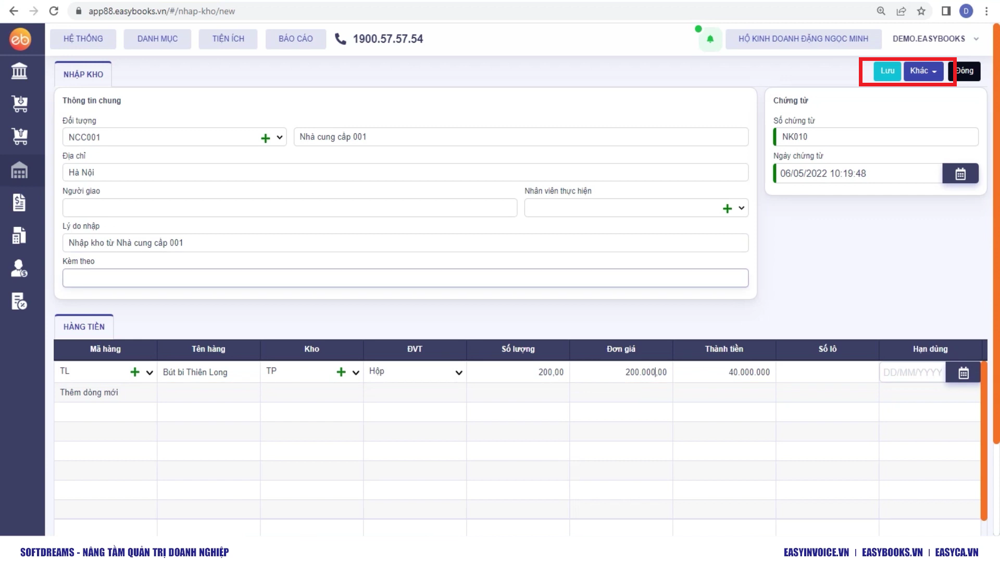 app88.easybooks.vn/#/nhap-kho/new
D
eb
HỆ THỐNG
DANH MỤC
TIỆN ÍCH
BÁO CÁO
1900.57.57.54
HỘ KINH DOANH ĐẶNG NGỌC MINH
DEMO.EASYBOOKS
NHẬP KHO
Lưu
Khác
Đóng
Thông tin chung
Chứng từ
Đối tượng
NCC001
Nhà cung cấp 001
Số chứng từ
NK010
Địa chỉ
Hà Nội
Ngày chứng từ
06/05/2022 10:19:48
Người giao
Nhân viên thực hiện
Lý do nhập
Nhập kho từ Nhà cung cấp 001
Kèm theo
HÀNG TIỀN
Mã hàng Tên hàng Kho ĐVT Số lượng Đơn giá Thành tiền Số lô Hạn dùng
TL Bút bi Thiên Long TP Hộp 200,00 200.000,00 40.000.000 DD/MM/YYYY
Thêm dòng mới
SOFTDREAMS - NÂNG TẦM QUẢN TRỊ DOANH NGHIỆP
EASYINVOICE.VN | EASYBOOKS.VN | EASYCA.VN